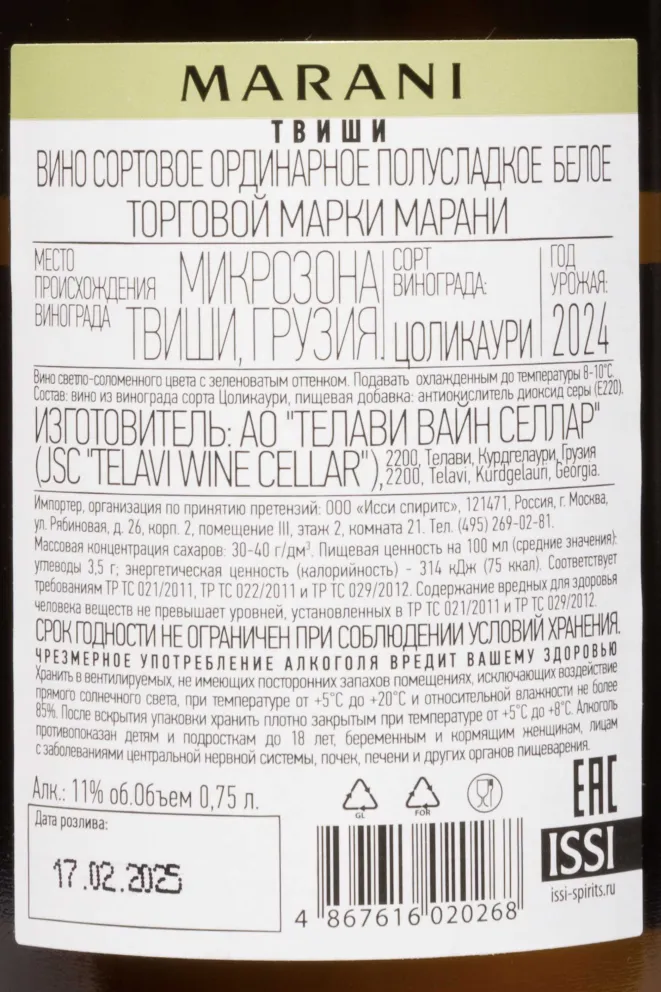 MARANI
ТВИШИ
ВИНО СОРТОВОЕ ОРДИНАРНОЕ ПОЛУСЛАДКОЕ БЕЛОЕ
ТОРГОВОЙ МАРКИ МАРАНИ
МЕСТО
ПРОИСХОЖДЕНИЯ
ВИНОГРАДА
МИКРОЗОНА
ТВИШИ, ГРУЗИЯ.
СОРТ
ВИНОГРАДА:
ЦОЛИКАУРИ
ГОД
УРОЖАЯ:
2024
Вино светло-соломенного цвета с зеленоватым оттенком. Подавать охлажденным до температуры 8-10°С.
Состав: вино из винограда сорта Цоликаури, пищевая добавка: антиокислитель диоксид серы (Е220).
ИЗГОТОВИТЕЛЬ: АО "ТЕЛАВИ ВАЙН СЕЛЛАР"
(JSC "TELAVI WINE CELLAR"),
2200, Телави, Курдгелаури, Грузия
2200, Telavi, Kurdgelauri, Georgia.
Импортер, организация по принятию претензий: ООО «Исси спиритс», 121471, Россия, г. Москва,
ул. Рябиновая, д. 26, корп. 2, помещение III, этаж 2, комната 21. Тел. (495) 269-02-81.
Массовая концентрация сахаров: 30-40 г/дм³. Пищевая ценность на 100 мл (средние значения):
углеводы 3,5 г; энергетическая ценность (калорийность) - 314 кДж (75 ккал). Соответствует
требованиям ТР ТС 021/2011, ТР ТС 022/2011 и ТР ТС 029/2012. Содержание вредных для здоровья
человека веществ не превышает уровней, установленных в ТР ТС 021/2011 и ТР ТС 029/2012.
СРОК ГОДНОСТИ НЕ ОГРАНИЧЕН ПРИ СОБЛЮДЕНИИ УСЛОВИЙ ХРАНЕНИЯ.
ЧРЕЗМЕРНОЕ УПОТРЕБЛЕНИЕ АЛКОГОЛЯ ВРЕДИТ ВАШЕМУ ЗДОРОВЬЮ
Хранить в вентилируемых, не имеющих посторонних запахов помещениях, исключающих воздействие
прямого солнечного света, при температуре от +5°С до +20°С и относительной влажности не более
85%. После вскрытия упаковки хранить плотно закрытым при температуре от +5°С до +8°С. Алкоголь
противопоказан детям и подросткам до 18 лет, беременным и кормящим женщинам, лицам
с заболеваниями центральной нервной системы, почек, печени и других органов пищеварения.
Алк.: 11% об.Объем 0,75 л.
GL
FOR
EAC
Дата розлива:
17.02.2025
4 867616 020268
ISSI
issi-spirits.ru